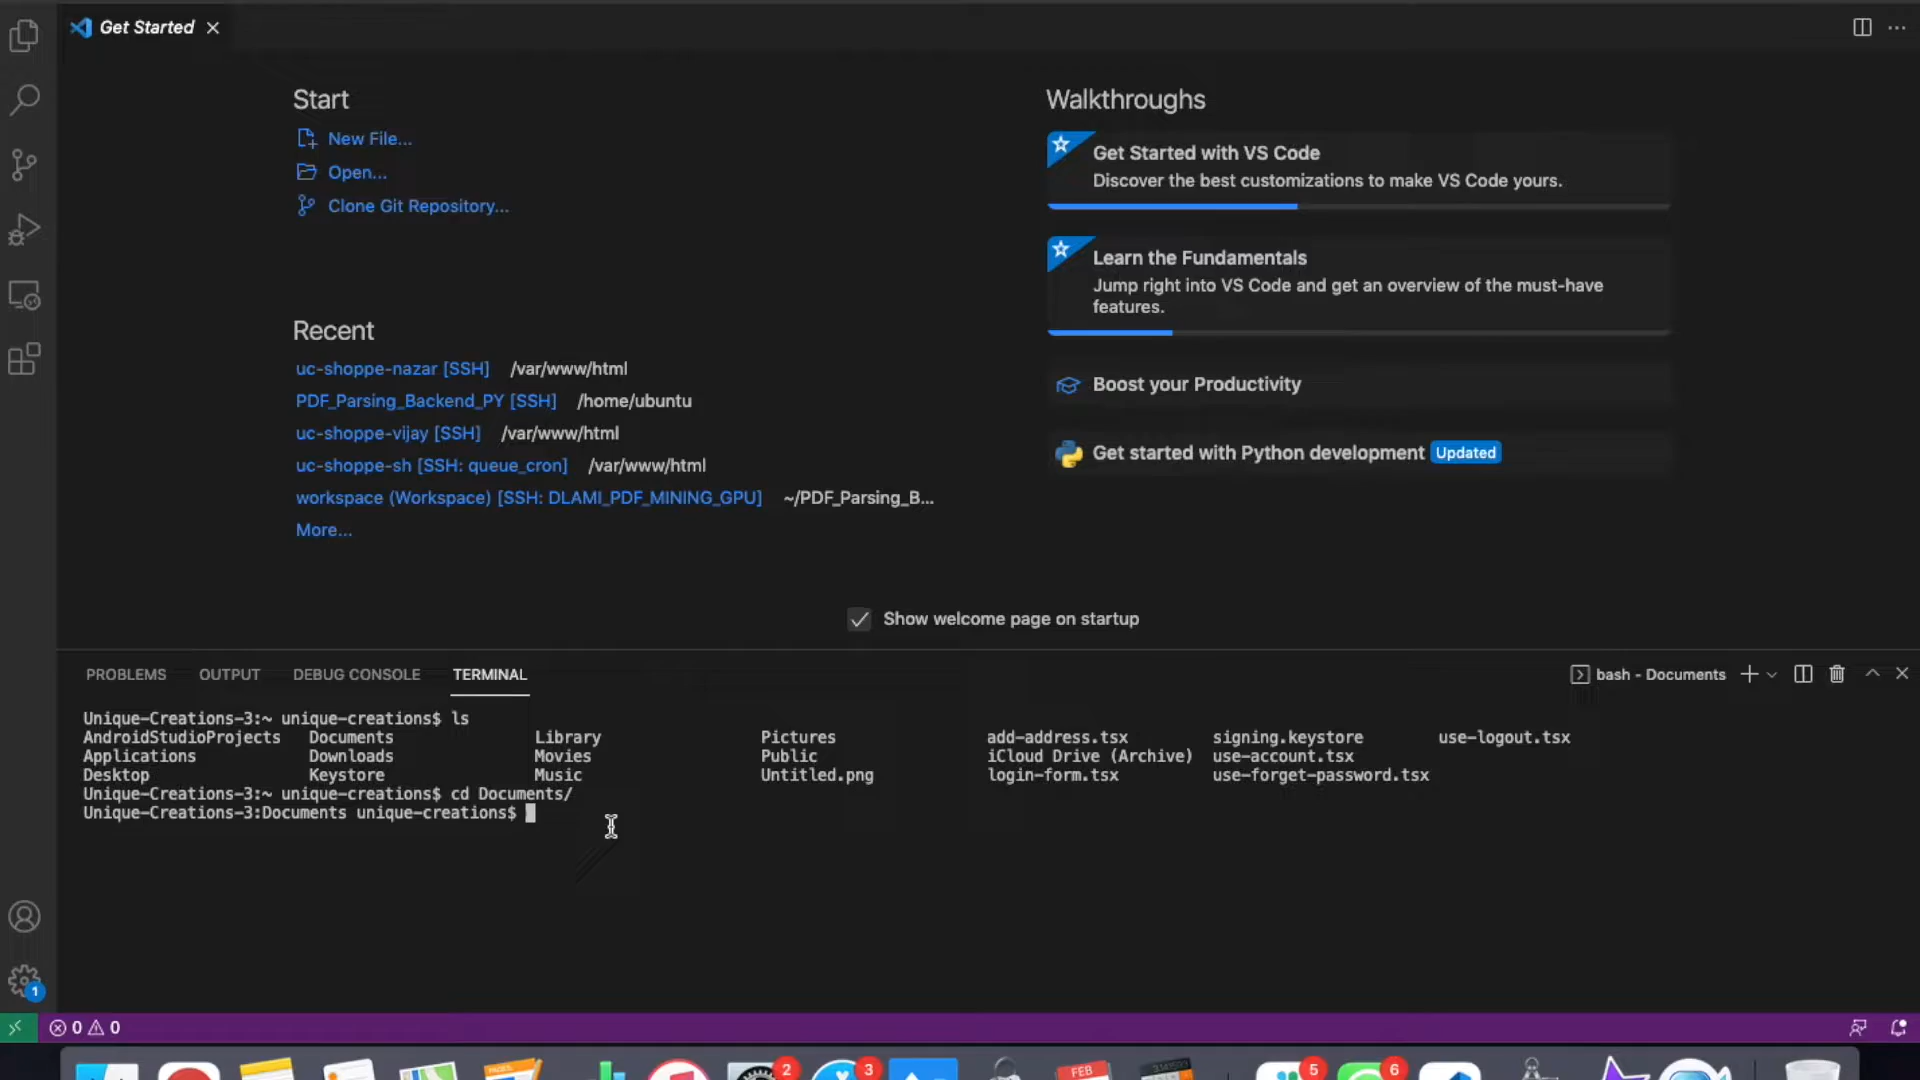 Get Started
Start
New File...
Open...
Clone Git Repository...
Recent
uc-shoppe-nazar [SSH] /var/www/html
PDF_Parsing_Backend_PY [SSH] /home/ubuntu
uc-shoppe-vijay [SSH] /var/www/html
uc-shoppe-sh [SSH: queue_cron] /var/www/html
workspace (Workspace) [SSH: DLAMI_PDF_MINING_GPU] ~/PDF_Parsing_B...
More...
Walkthroughs
Get Started with VS Code
Discover the best customizations to make VS Code yours.
Learn the Fundamentals
Jump right into VS Code and get an overview of the must-have
features.
Boost your Productivity
Get started with Python development Updated
Show welcome page on startup
PROBLEMS OUTPUT DEBUG CONSOLE TERMINAL bash - Documents
Unique-Creations-3:~ unique-creations$ ls
AndroidStudioProjects Documents Library Pictures add-address.tsx signing.keystore use-logout.tsx
Applications Downloads Movies Public iCloud Drive (Archive) use-account.tsx
Desktop Keystore Music Untitled.png login-form.tsx use-forget-password.tsx
Unique-Creations-3:~ unique-creations$ cd Documents/
Unique-Creations-3:Documents unique-creations$
1
0 0
2 3 FEB 5 6